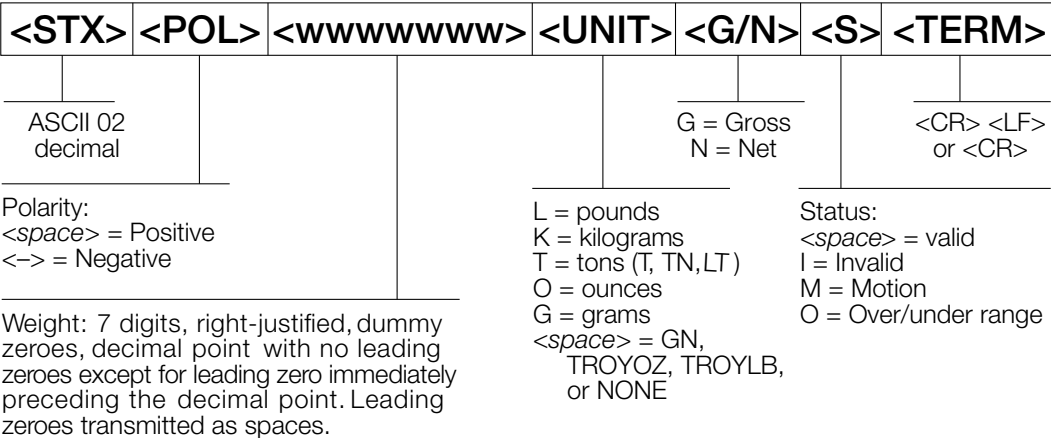 <STX> <POL> <wwwwwww> <UNIT> <G/N> <S> <TERM>
ASCII 02
decimal
G = Gross
N = Net
<CR> <LF>
or <CR>
Polarity:
<space> = Positive
<–> = Negative
L = pounds
K = kilograms
T = tons (T, TN,LT)
O = ounces
G = grams
<space> = GN,
TROYOZ, TROYLB,
or NONE
Status:
<space> = valid
I = Invalid
M = Motion
O = Over/under range
Weight: 7 digits, right-justified, dummy
zeroes, decimal point with no leading
zeroes except for leading zero immediately
preceding the decimal point. Leading
zeroes transmitted as spaces.